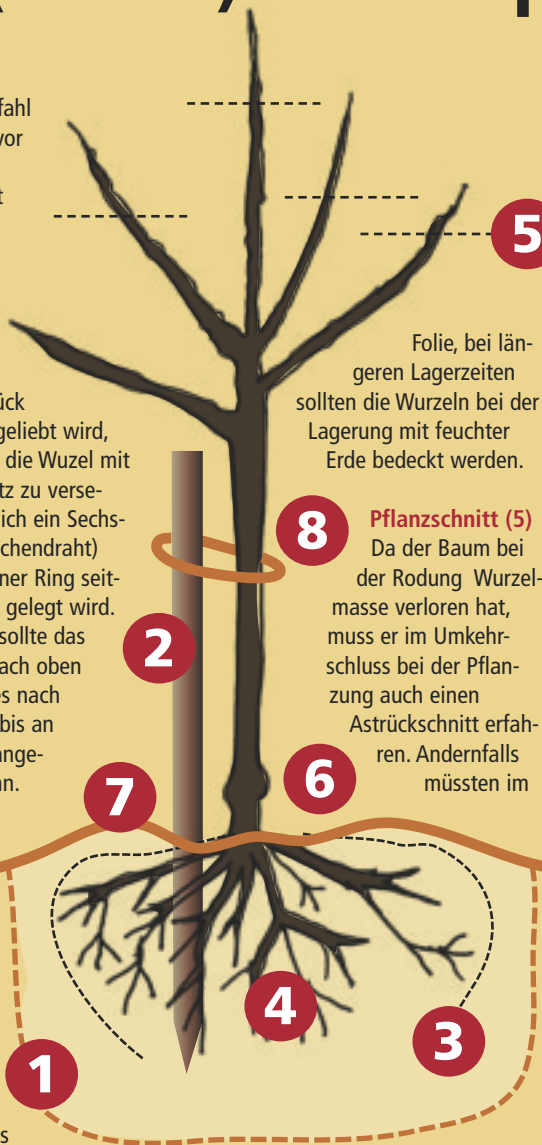 fahl
vor
t
5
Folie, bei län-
geren Lagerzeiten
sollten die Wurzeln bei der
Lagerung mit feuchter
Erde bedeckt werden.
ück
geliebt wird,
die Wuzel mit
tz zu verse-
ich ein Sechs-
chendraht)
ner Ring seit-
gelegt wird.
sollte das
ach oben
es nach
bis an
ange-
n.
8
Pflanzschnitt (5)
Da der Baum bei
der Rodung Wurzel-
masse verloren hat,
muss er im Umkehr-
schluss bei der Pflan-
zung auch einen
Astrückschnitt erfah-
ren. Andernfalls
müssten im
2
6
7
4
3
1
s